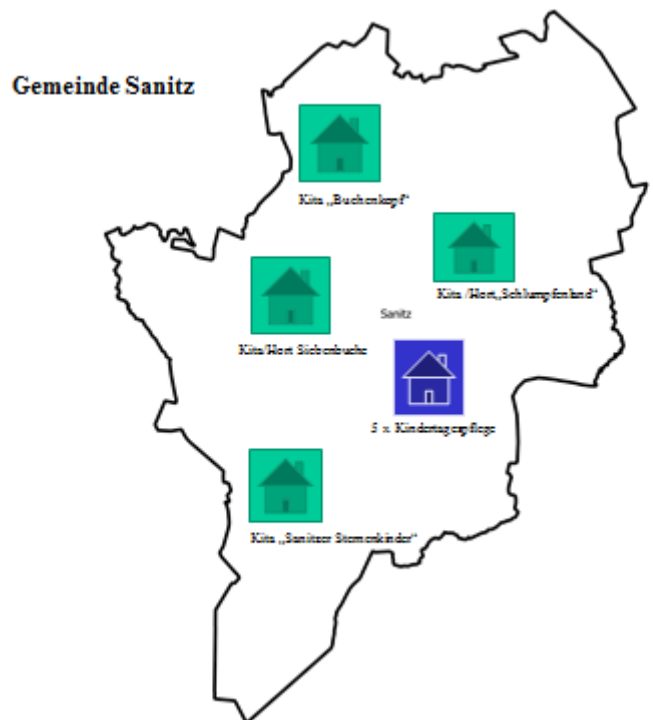 Gemeinde Sanitz
Kita „Buchenkopf“
Kita /Hort„Schlumpfenland“
Sanitz
Kita/Hort Siebenbuche
5 x Kindertagespflege
Kita „Sanitzer Sternenkinder“